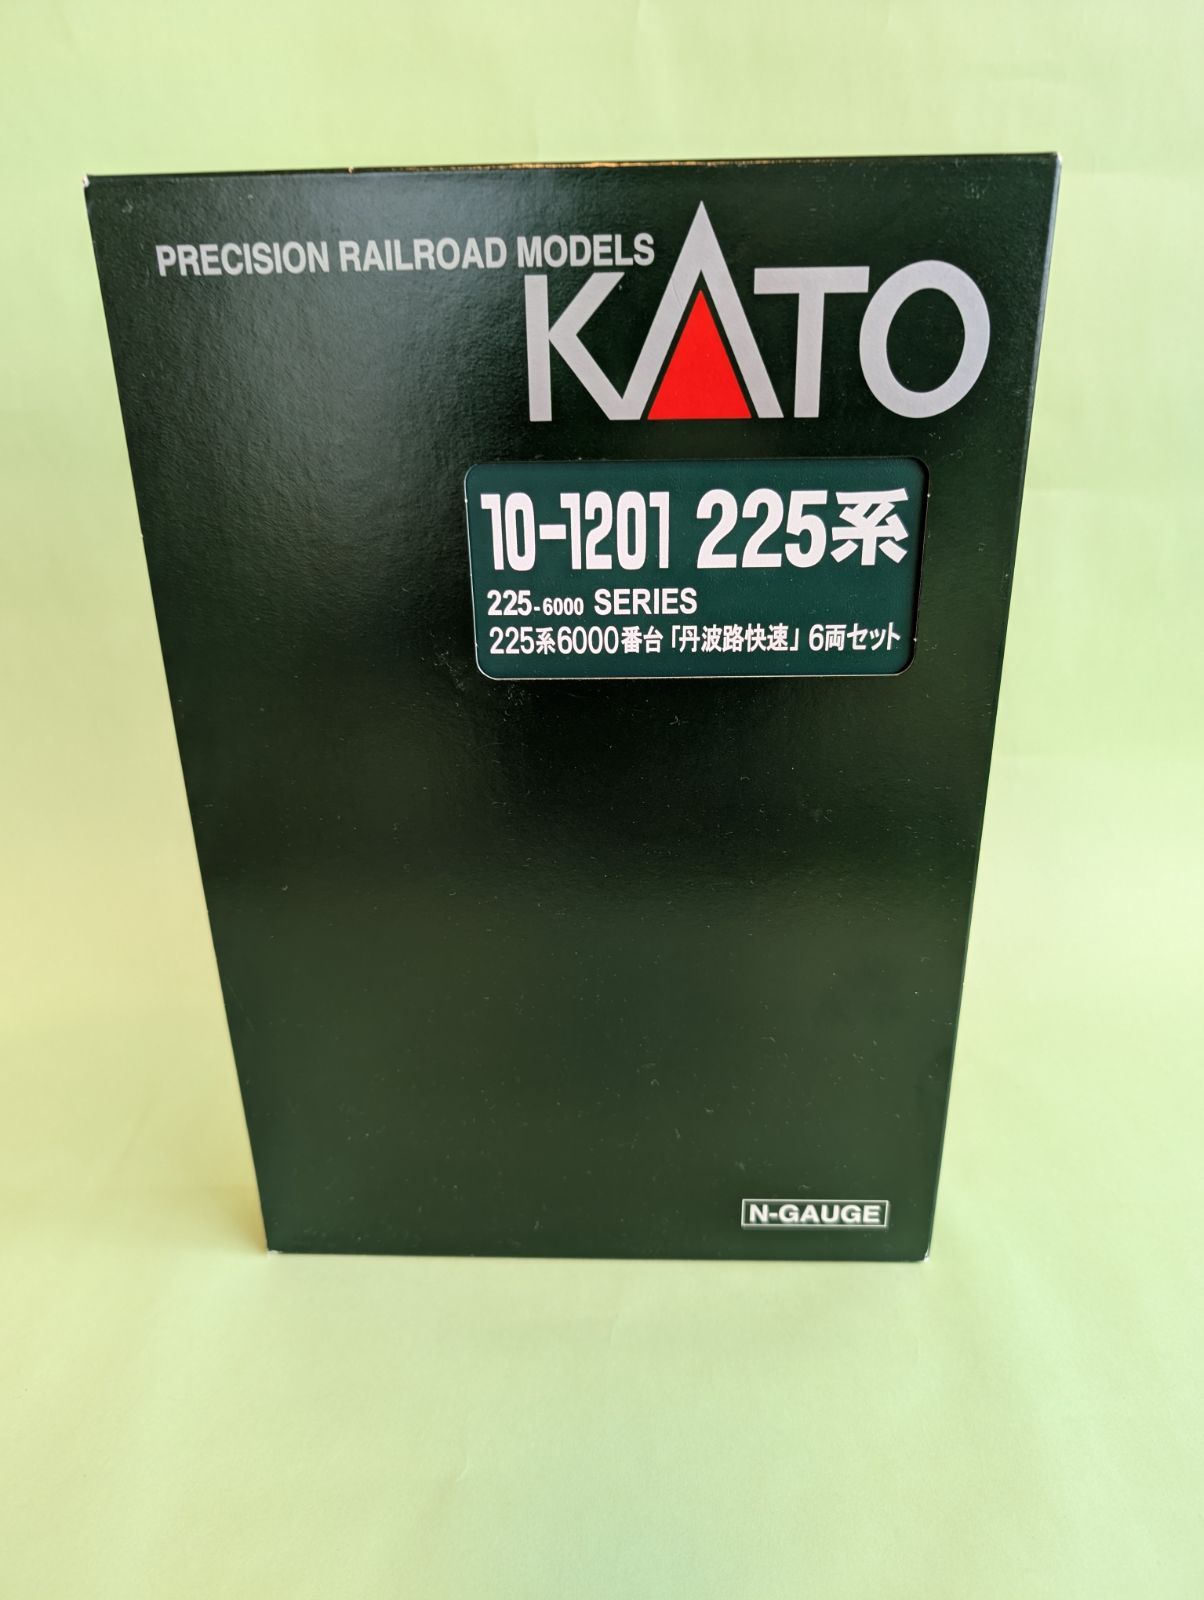 PRECISION RAILROAD MODELS
KATO
10-1201 225系
225-6000 SERIES
225系6000番台「丹波路快速」6両セット
N-GAUGE